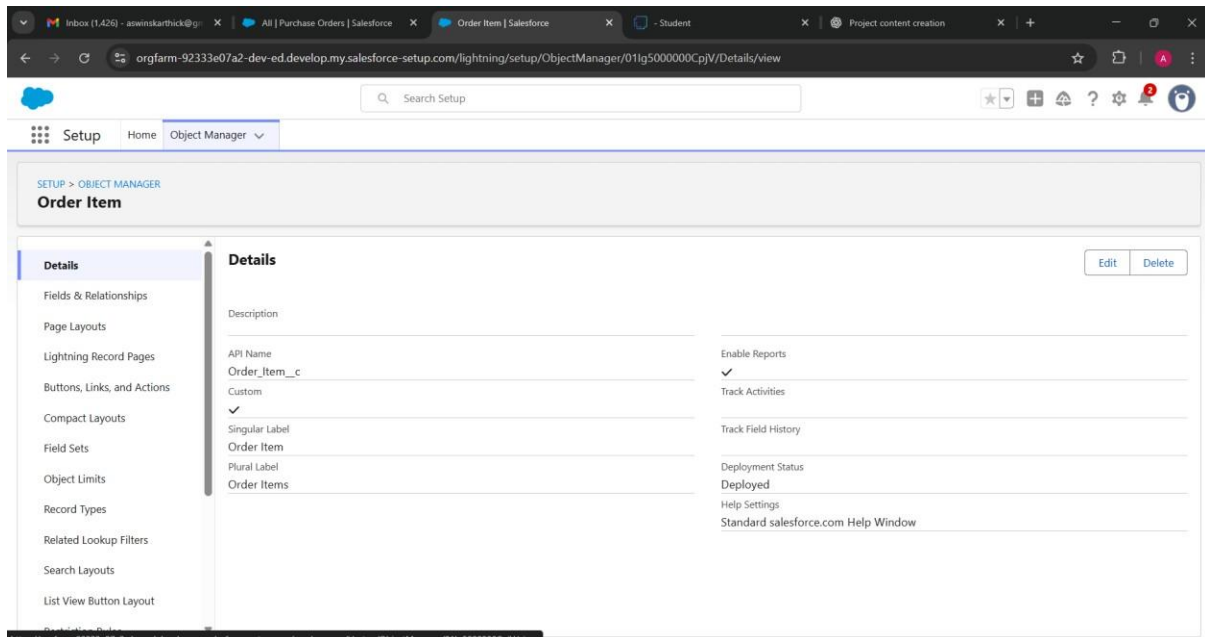 Inbox (1,426) - aswinskarthick@gm
All | Purchase Orders | Salesforce
Order Item | Salesforce
- Student
Project content creation
orgfarm-92333e07a2-dev-ed.develop.my.salesforce-setup.com/lightning/setup/ObjectManager/01Ig5000000CpjV/Details/view
A
Search Setup
2
Setup
Home
Object Manager
SETUP > OBJECT MANAGER
Order Item
Details
Fields & Relationships
Page Layouts
Lightning Record Pages
Buttons, Links, and Actions
Compact Layouts
Field Sets
Object Limits
Record Types
Related Lookup Filters
Search Layouts
List View Button Layout
Details
Edit
Delete
Description
API Name
Order_Item__c
Custom
Singular Label
Order Item
Plural Label
Order Items
Enable Reports
Track Activities
Track Field History
Deployment Status
Deployed
Help Settings
Standard salesforce.com Help Window